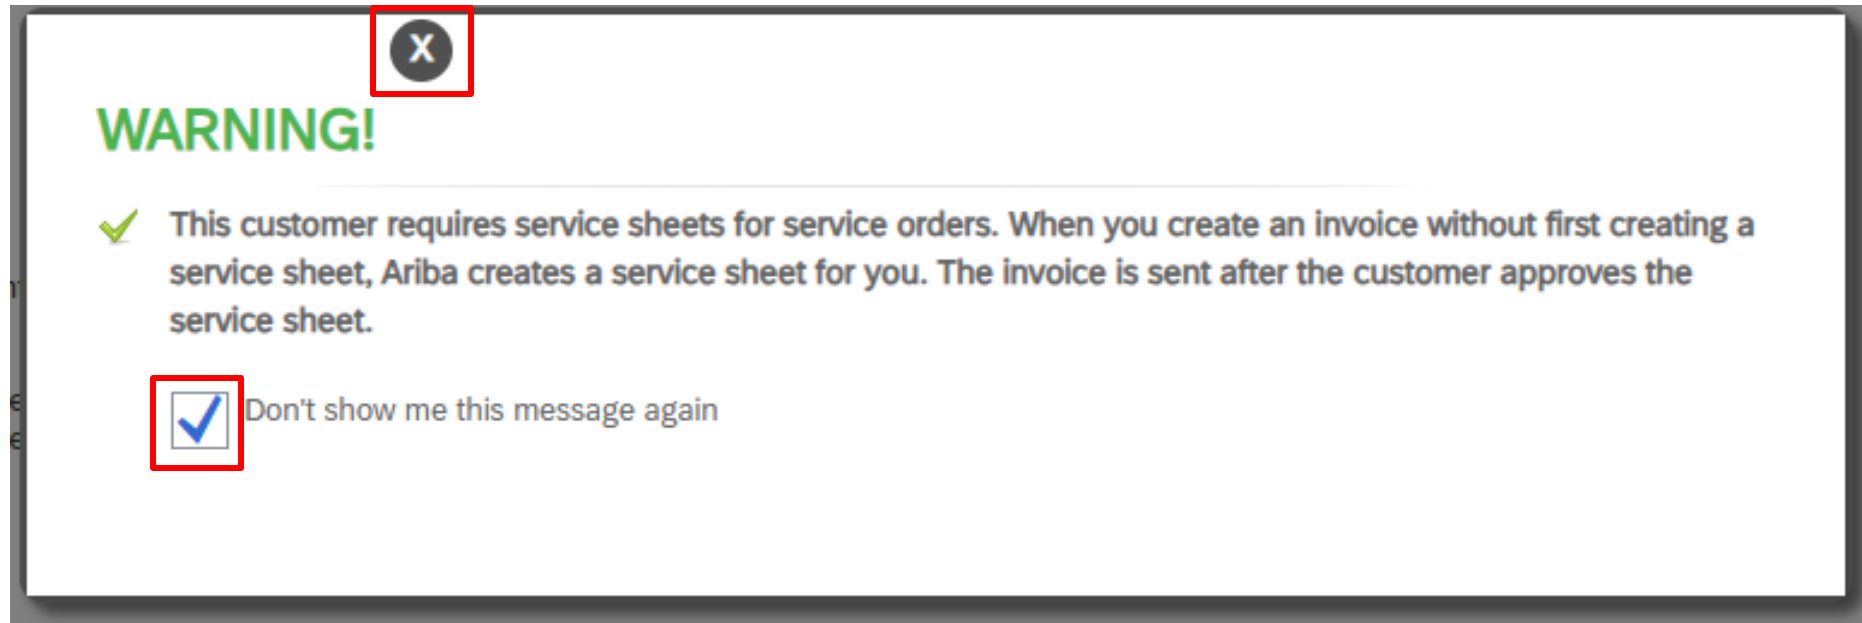 X
WARNING!
This customer requires service sheets for service orders. When you create an invoice without first creating a
service sheet, Ariba creates a service sheet for you. The invoice is sent after the customer approves the
service sheet.
Don't show me this message again